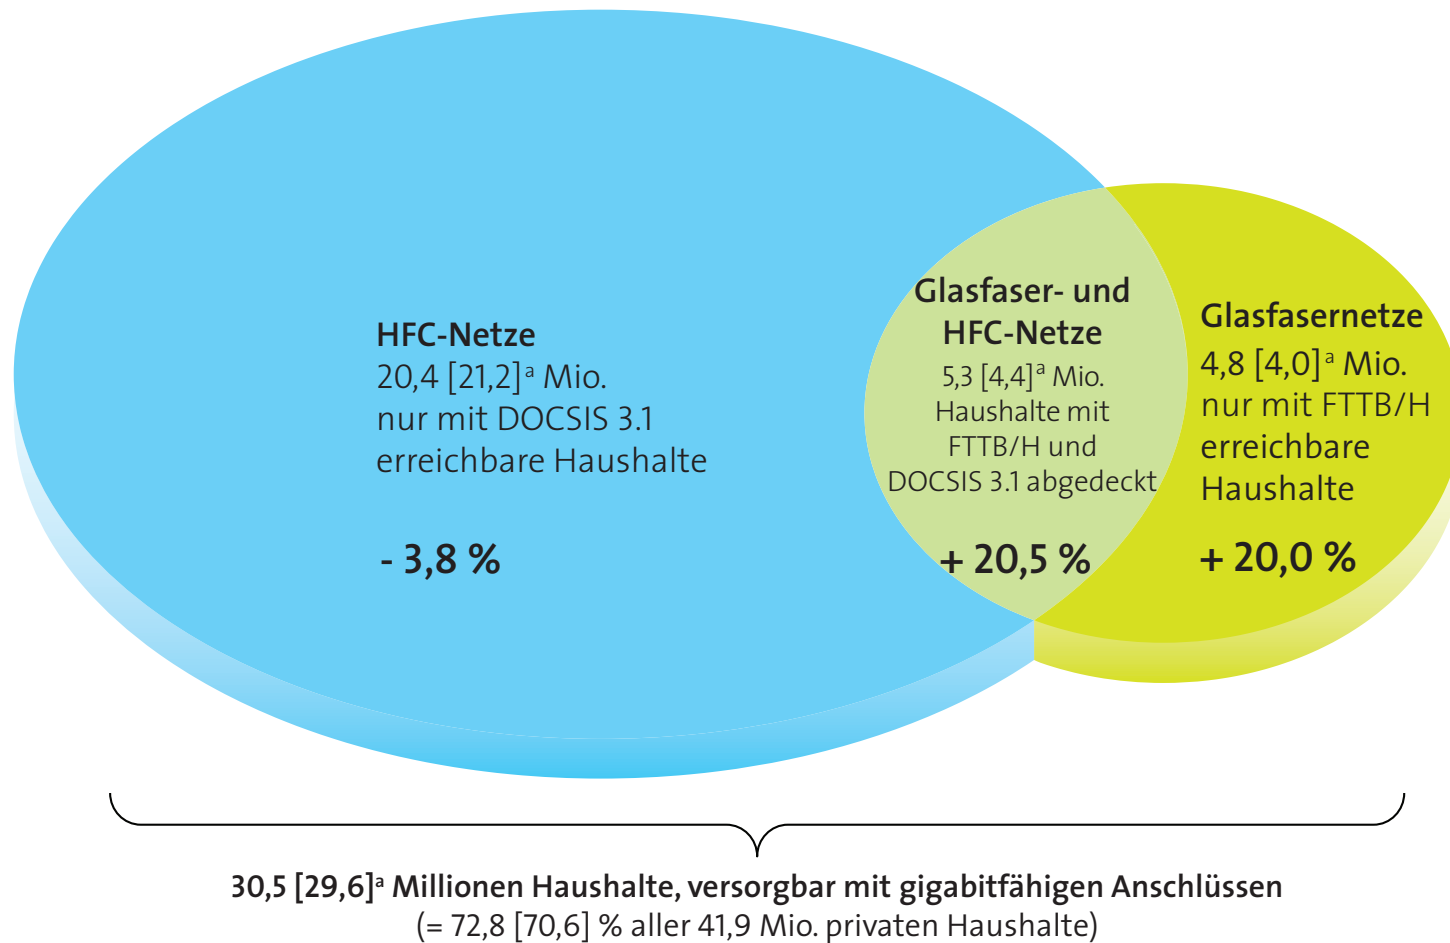 HFC-Netze
20,4 [21,2]ᵃ Mio.
nur mit DOCSIS 3.1
erreichbare Haushalte
- 3,8 %
Glasfaser- und
HFC-Netze
5,3 [4,4]ᵃ Mio.
Haushalte mit
FTTB/H und
DOCSIS 3.1 abgedeckt
+ 20,5 %
Glasfasernetze
4,8 [4,0]ᵃ Mio.
nur mit FTTB/H
erreichbare
Haushalte
+ 20,0 %
30,5 [29,6]ᵃ Millionen Haushalte, versorgbar mit gigabitfähigen Anschlüssen
(= 72,8 [70,6] % aller 41,9 Mio. privaten Haushalte)